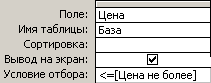 Поле: Цена
Имя таблицы: База
Сортировка:
Вывод на экран:
Условие отбора: <=[Цена не более]